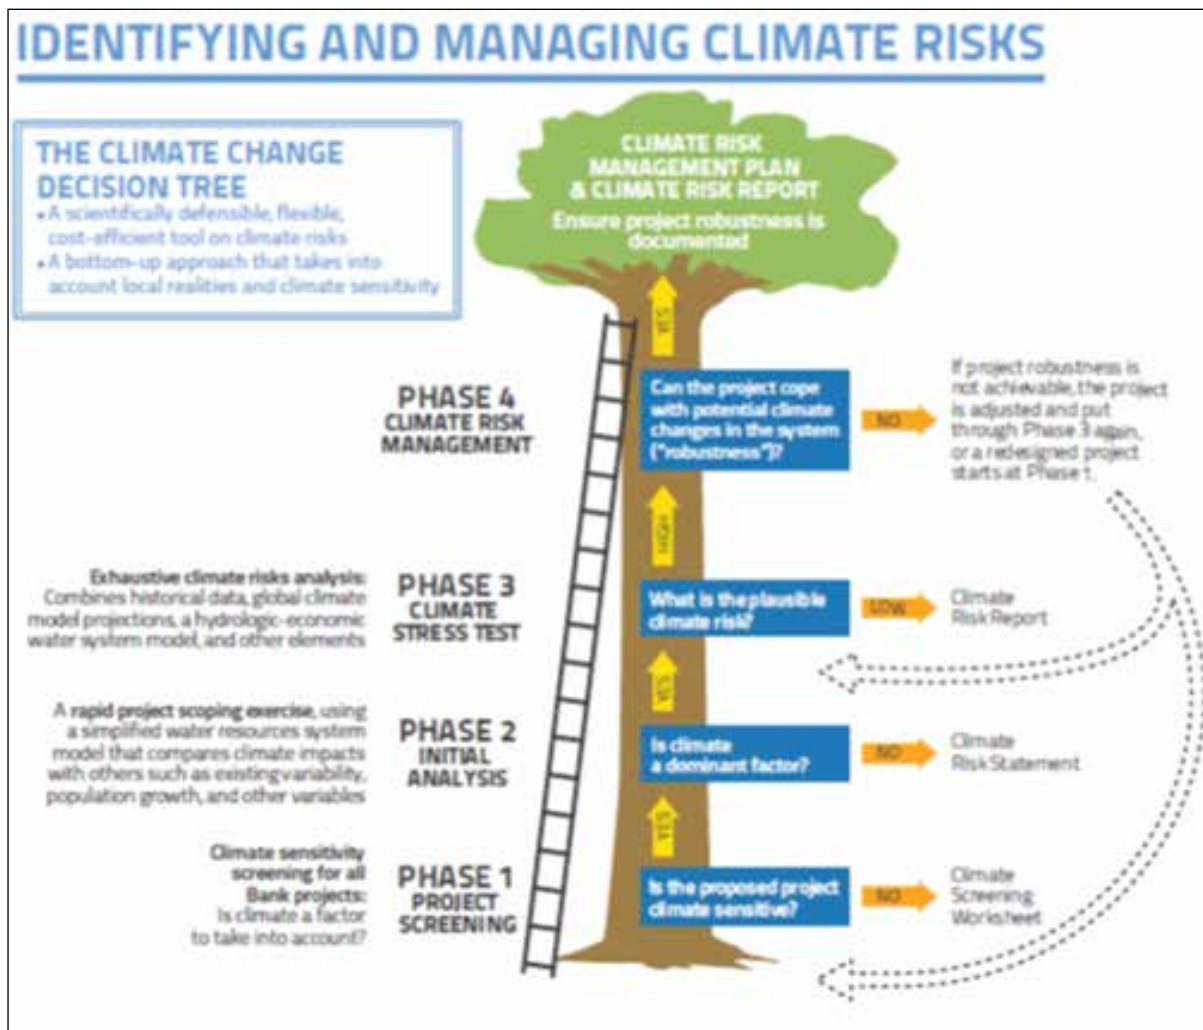 IDENTIFYING AND MANAGING CLIMATE RISKS
THE CLIMATE CHANGE
DECISION TREE
• A scientifically defensible, flexible,
cost-efficient tool on climate risks
• A bottom-up approach that takes into
account local realities and climate sensitivity
CLIMATE RISK
MANAGEMENT PLAN
& CLIMATE RISK REPORT
Ensure project robustness is
documented
YES
PHASE 4
CLIMATE RISK
MANAGEMENT
Can the project cope
with potential climate
changes in the system
("robustness")?
NO
If project robustness is
not achievable, the project
is adjusted and put
through Phase 3 again,
or a redesigned project
starts at Phase 1.
HIGH
Exhaustive climate risks analysis:
Combines historical data, global climate
model projections, a hydrologic-economic
water system model, and other elements
PHASE 3
CLIMATE
STRESS TEST
What is the plausible
climate risk?
LOW
Climate
Risk Report
YES
A rapid project scoping exercise, using
a simplified water resources system
model that compares climate impacts
with others such as existing variability,
population growth, and other variables
PHASE 2
INITIAL
ANALYSIS
Is climate
a dominant factor?
NO
Climate
Risk Statement
YES
Climate sensitivity
screening for all
Bank projects:
Is climate a factor
to take into account?
PHASE 1
PROJECT
SCREENING
Is the proposed project
climate sensitive?
NO
Climate
Screening
Worksheet